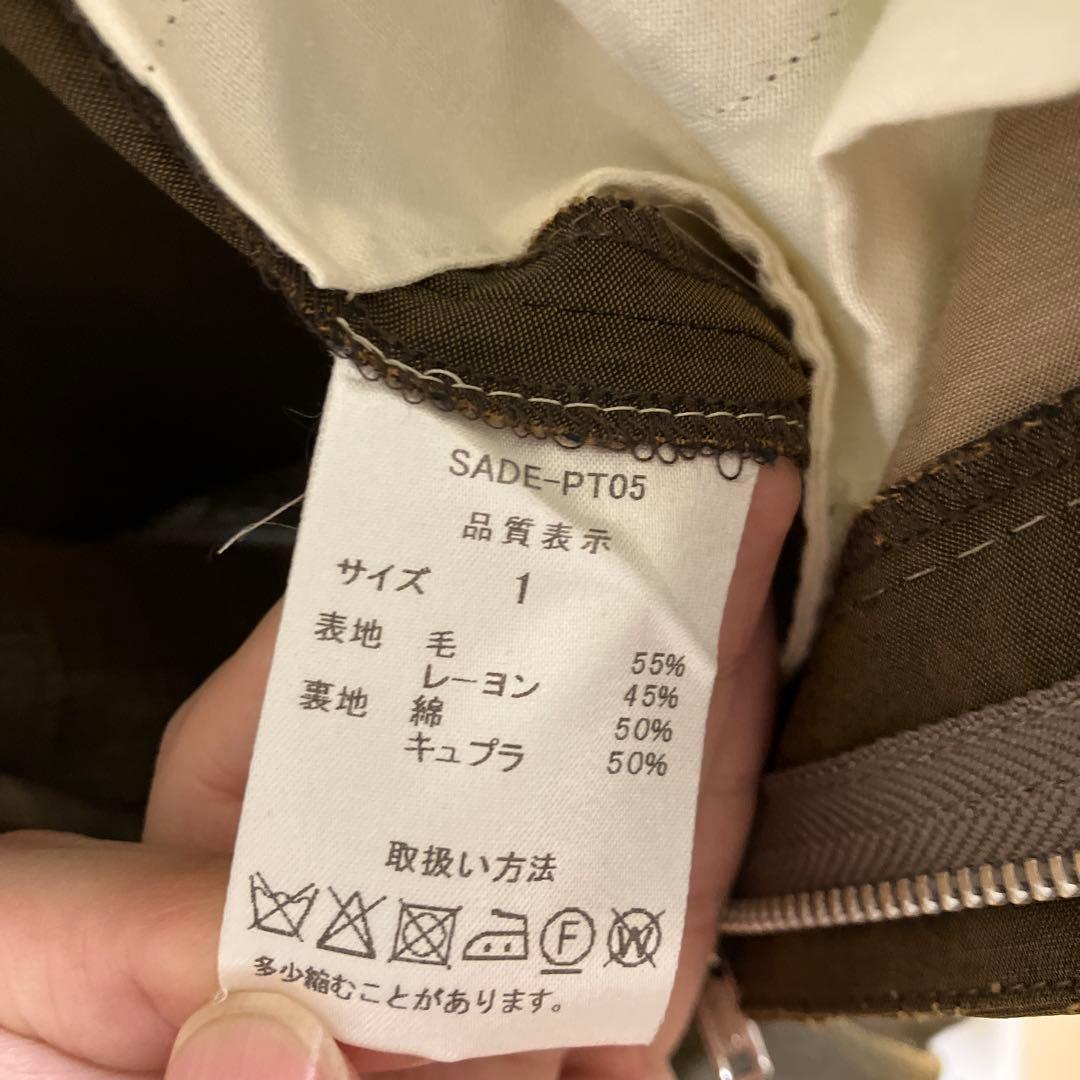 SADE-PT05
品質表示
サイズ 1
表地 毛 55%
レーヨン 45%
裏地 綿 50%
キュプラ 50%
取扱い方法
F W
多少縮むことがあります。